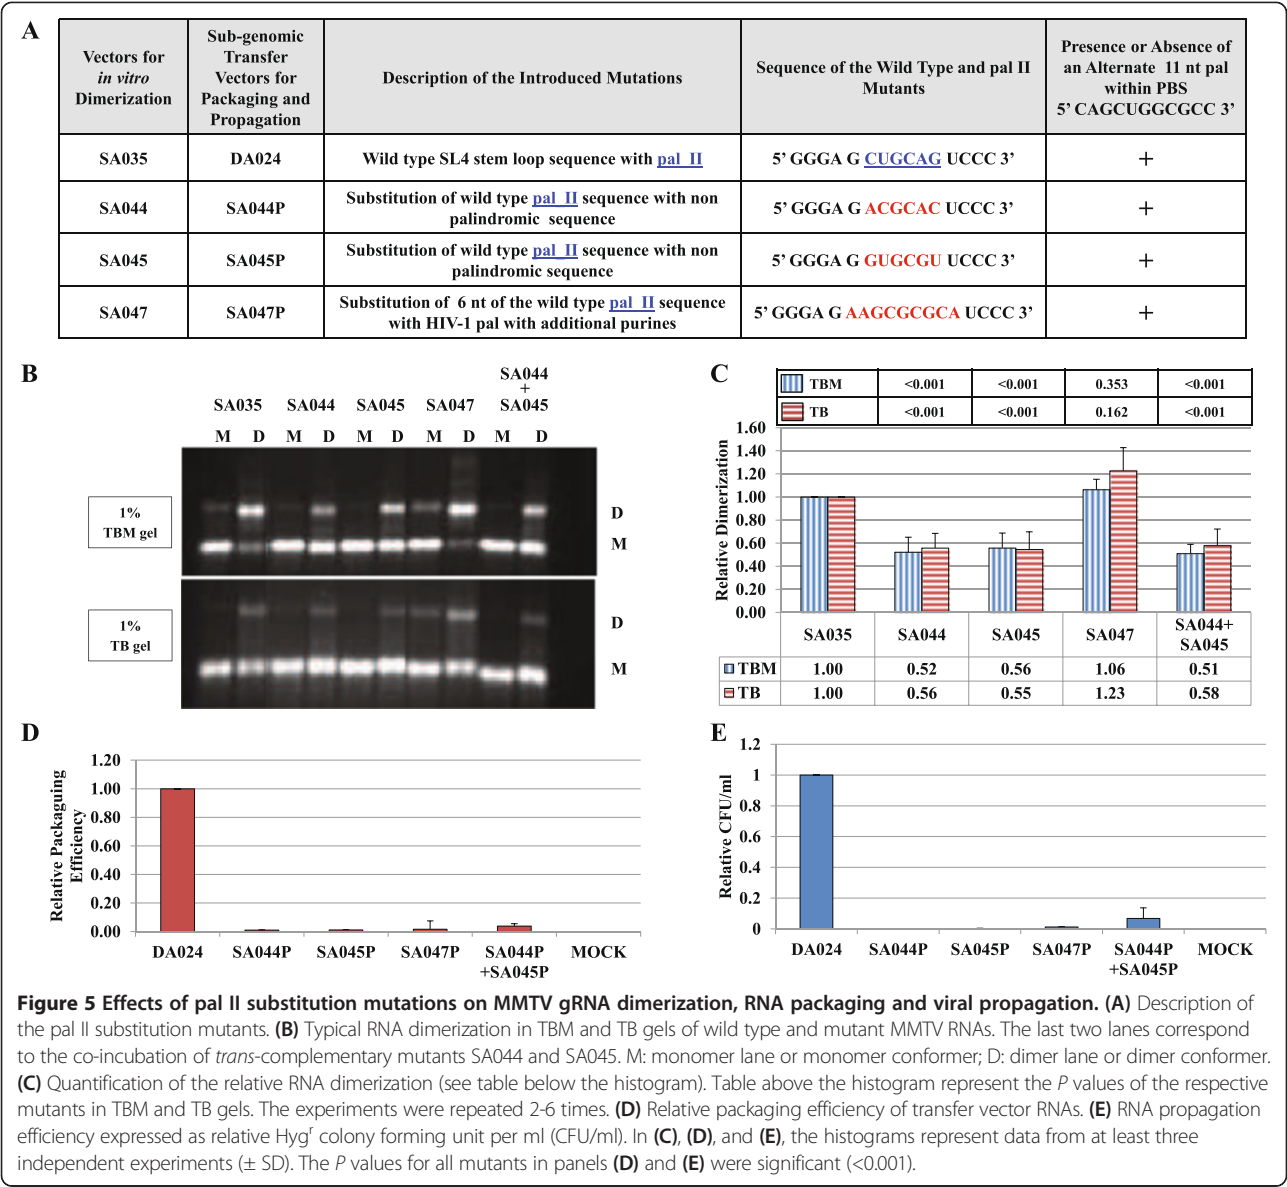 A
Vectors for
in vitro
Dimerization
Sub-genomic
Transfer
Vectors for
Packaging and
Propagation
Description of the Introduced Mutations
Sequence of the Wild Type and pal II
Mutants
Presence or Absence of
an Alternate 11 nt pal
within PBS
5’ CAGCUGGCGCC 3’
SA035
DA024
Wild type SL4 stem loop sequence with pal II
5’ GGGA G CUGCAG UCCC 3’
+
SA044
SA044P
Substitution of wild type pal II sequence with non
palindromic sequence
5’ GGGA G ACGCAC UCCC 3’
+
SA045
SA045P
Substitution of wild type pal II sequence with non
palindromic sequence
5’ GGGA G GUGCGU UCCC 3’
+
SA047
SA047P
Substitution of 6 nt of the wild type pal II sequence
with HIV-1 pal with additional purines
5’ GGGA G AAGCGCGCA UCCC 3’
+
B
SA035 SA044 SA045 SA047
SA044
+
SA045
M D M D M D M D M D
1%
TBM gel
D
M
1%
TB gel
D
M
C
TBM <0.001 <0.001 0.353 <0.001
TB <0.001 <0.001 0.162 <0.001
Relative Dimerization
1.60
1.40
1.20
1.00
0.80
0.60
0.40
0.20
0.00
SA035 SA044 SA045 SA047 SA044+
SA045
TBM 1.00 0.52 0.56 1.06 0.51
TB 1.00 0.56 0.55 1.23 0.58
D
Relative Packaguing
Efficiency
1.20
1.00
0.80
0.60
0.40
0.20
0.00
DA024 SA044P SA045P SA047P SA044P MOCK
+SA045P
E
Relative CFU/ml
1.2
1
0.8
0.6
0.4
0.2
0
DA024 SA044P SA045P SA047P SA044P MOCK
+SA045P
Figure 5 Effects of pal II substitution mutations on MMTV gRNA dimerization, RNA packaging and viral propagation. (A) Description of
the pal II substitution mutants. (B) Typical RNA dimerization in TBM and TB gels of wild type and mutant MMTV RNAs. The last two lanes correspond
to the co-incubation of trans-complementary mutants SA044 and SA045. M: monomer lane or monomer conformer; D: dimer lane or dimer conformer.
(C) Quantification of the relative RNA dimerization (see table below the histogram). Table above the histogram represent the P values of the respective
mutants in TBM and TB gels. The experiments were repeated 2-6 times. (D) Relative packaging efficiency of transfer vector RNAs. (E) RNA propagation
efficiency expressed as relative Hygr colony forming unit per ml (CFU/ml). In (C), (D), and (E), the histograms represent data from at least three
independent experiments (± SD). The P values for all mutants in panels (D) and (E) were significant (<0.001).